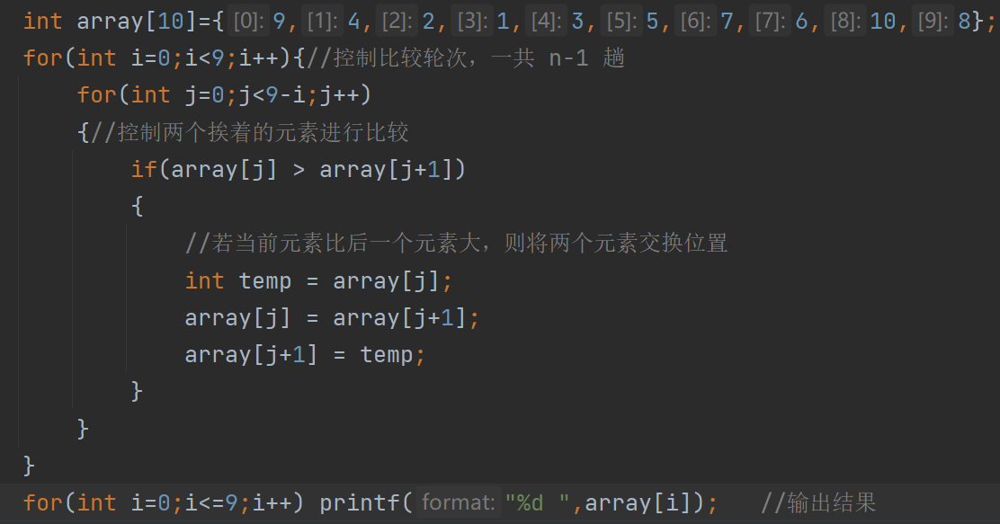 int array[10]={[0]: 9,[1]: 4,[2]: 2,[3]: 1,[4]: 3,[5]: 5,[6]: 7,[7]: 6,[8]: 10,[9]: 8};
for(int i=0;i<9;i++){//控制比较轮次，一共 n-1 趟
for(int j=0;j<9-i;j++)
{//控制两个挨着的元素进行比较
if(array[j] > array[j+1])
{
//若当前元素比后一个元素大，则将两个元素交换位置
int temp = array[j];
array[j] = array[j+1];
array[j+1] = temp;
}
}
}
for(int i=0;i<=9;i++) printf( format: "%d ",array[i]); //输出结果